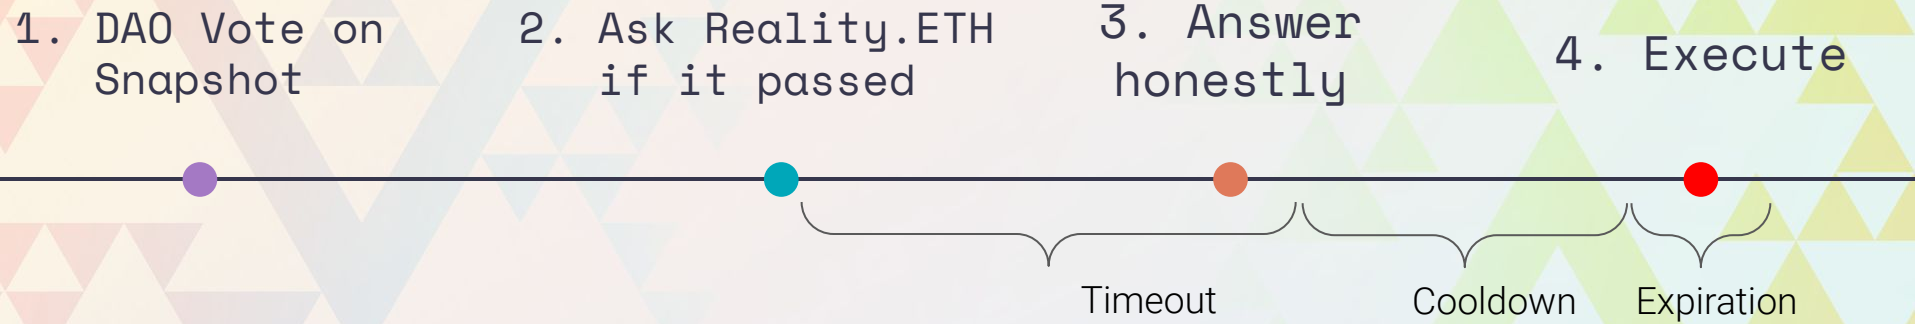 1. DAO Vote on
Snapshot
2. Ask Reality.ETH
if it passed
3. Answer
honestly
4. Execute
Timeout
Cooldown
Expiration